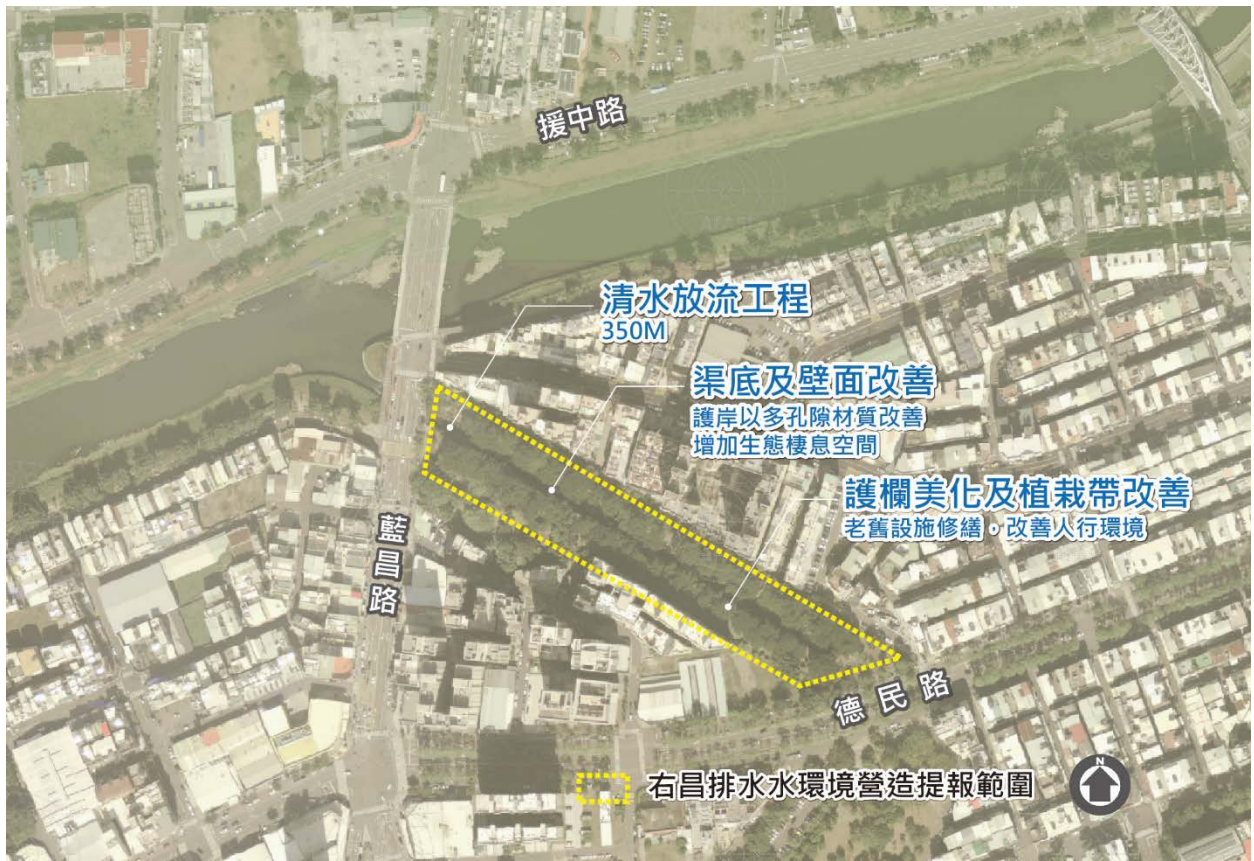 援中路
清水放流工程
350M
渠底及壁面改善
護岸以多孔隙材質改善
增加生態棲息空間
護欄美化及植栽帶改善
老舊設施修繕，改善人行環境
藍昌路
德民路
右昌排水水環境營造提報範圍
N